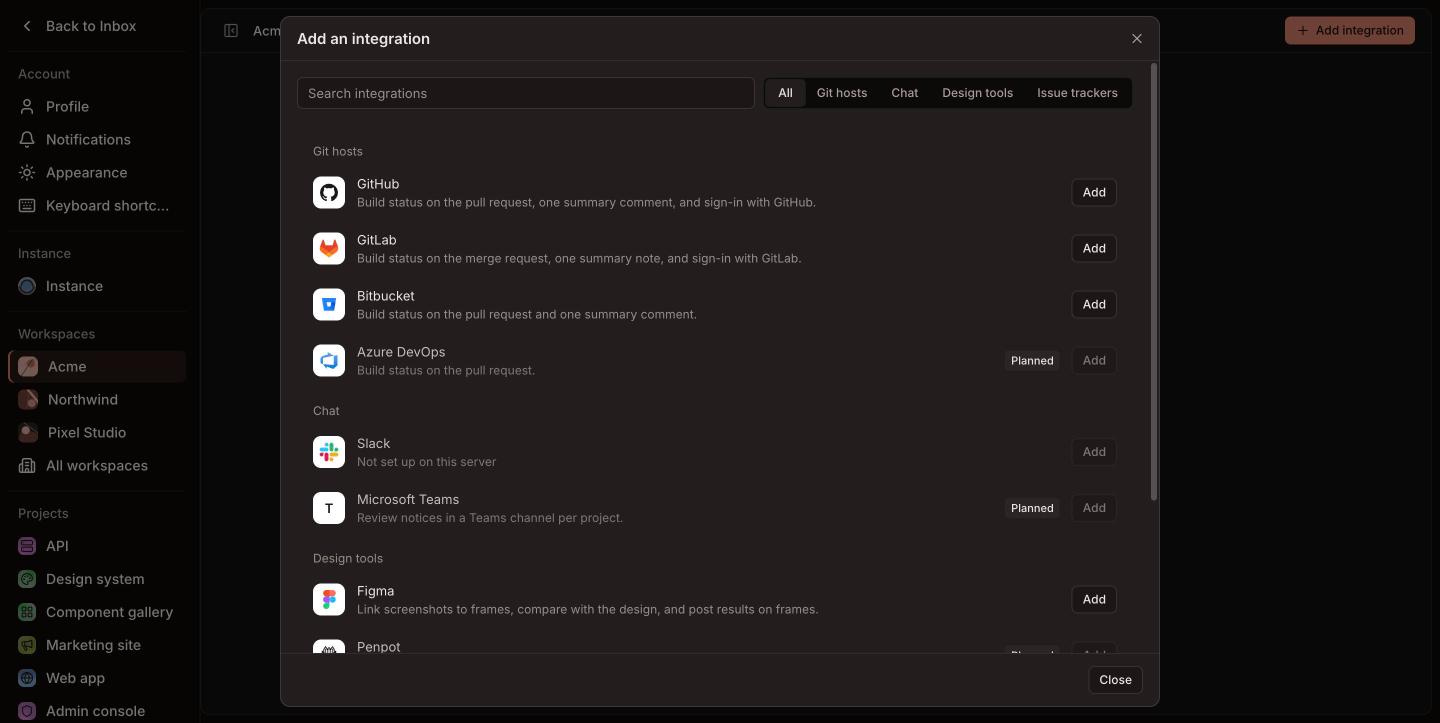 Back to Inbox
Account
Profile
Notifications
Appearance
Keyboard shortc...
Instance
Instance
Workspaces
Acme
Northwind
Pixel Studio
All workspaces
Projects
API
Design system
Component gallery
Marketing site
Web app
Admin console
Acm
Add integration
Add an integration
Search integrations
All
Git hosts
Chat
Design tools
Issue trackers
Git hosts
GitHub
Build status on the pull request, one summary comment, and sign-in with GitHub.
Add
GitLab
Build status on the merge request, one summary note, and sign-in with GitLab.
Add
Bitbucket
Build status on the pull request and one summary comment.
Add
Azure DevOps
Build status on the pull request.
Planned
Add
Chat
Slack
Not set up on this server
Add
T
Microsoft Teams
Review notices in a Teams channel per project.
Planned
Add
Design tools
Figma
Link screenshots to frames, compare with the design, and post results on frames.
Add
Penpot
Close